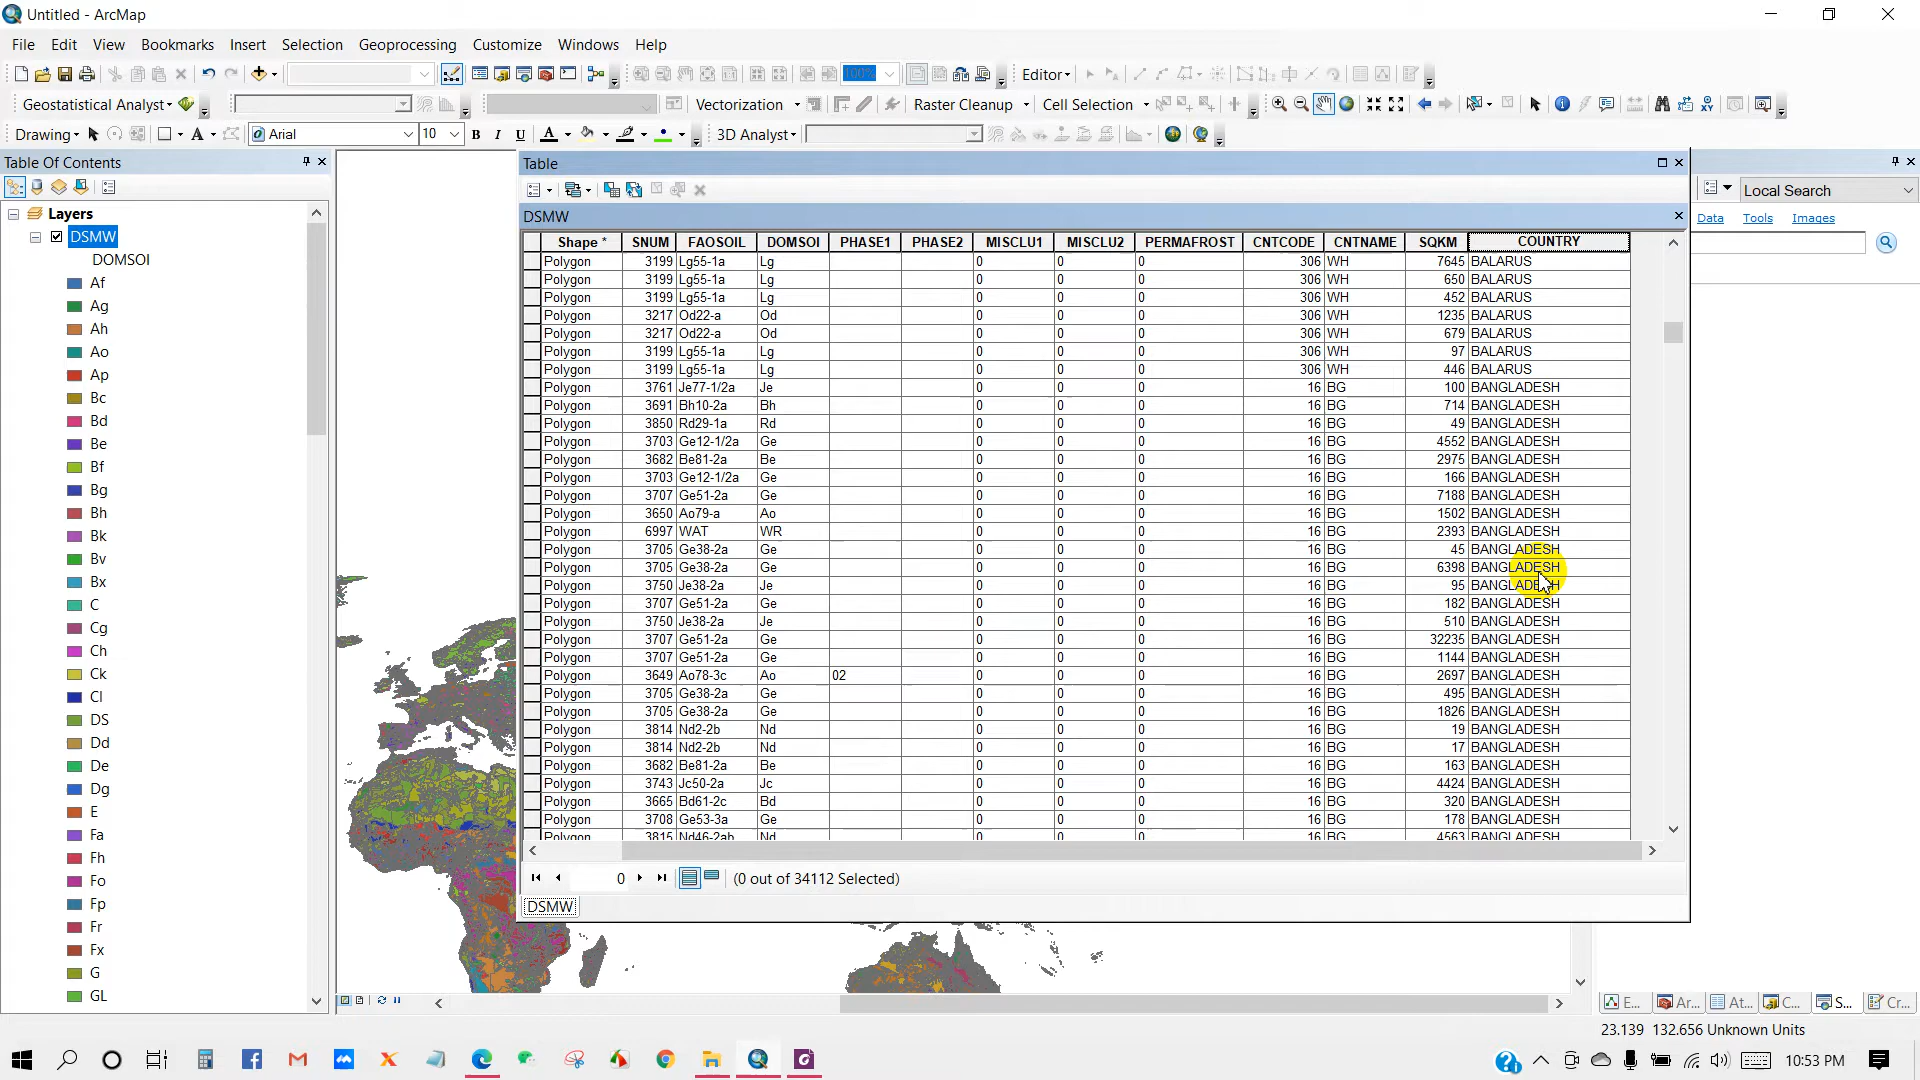 Untitled - ArcMap
File Edit View Bookmarks Insert Selection Geoprocessing Customize Windows Help
100% Editor
Geostatistical Analyst Vectorization Raster Cleanup Cell Selection
Drawing A Arial 10 B I U A 3D Analyst
Table Of Contents
Layers
DSMW
DOMSOI
Af
Ag
Ah
Ao
Ap
Bc
Bd
Be
Bf
Bg
Bh
Bk
Bv
Bx
C
Cg
Ch
Ck
Cl
DS
Dd
De
Dg
E
Fa
Fh
Fo
Fp
Fr
Fx
G
GL
Table
DSMW
Shape * SNUM FAOSOIL DOMSOI PHASE1 PHASE2 MISCLU1 MISCLU2 PERMAFROST CNTCODE CNTNAME SQKM COUNTRY
Polygon 3199 Lg55-1a Lg 0 0 0 306 WH 7645 BALARUS
Polygon 3199 Lg55-1a Lg 0 0 0 306 WH 650 BALARUS
Polygon 3199 Lg55-1a Lg 0 0 0 306 WH 452 BALARUS
Polygon 3217 Od22-a Od 0 0 0 306 WH 1235 BALARUS
Polygon 3217 Od22-a Od 0 0 0 306 WH 679 BALARUS
Polygon 3199 Lg55-1a Lg 0 0 0 306 WH 97 BALARUS
Polygon 3199 Lg55-1a Lg 0 0 0 306 WH 446 BALARUS
Polygon 3761 Je77-1/2a Je 0 0 0 16 BG 100 BANGLADESH
Polygon 3691 Bh10-2a Bh 0 0 0 16 BG 714 BANGLADESH
Polygon 3850 Rd29-1a Rd 0 0 0 16 BG 49 BANGLADESH
Polygon 3703 Ge12-1/2a Ge 0 0 0 16 BG 4552 BANGLADESH
Polygon 3682 Be81-2a Be 0 0 0 16 BG 2975 BANGLADESH
Polygon 3703 Ge12-1/2a Ge 0 0 0 16 BG 166 BANGLADESH
Polygon 3707 Ge51-2a Ge 0 0 0 16 BG 7188 BANGLADESH
Polygon 3650 Ao79-a Ao 0 0 0 16 BG 1502 BANGLADESH
Polygon 6997 WAT WR 0 0 0 16 BG 2393 BANGLADESH
Polygon 3705 Ge38-2a Ge 0 0 0 16 BG 45 BANGLADESH
Polygon 3705 Ge38-2a Ge 0 0 0 16 BG 6398 BANGLADESH
Polygon 3750 Je38-2a Je 0 0 0 16 BG 95 BANGLADESH
Polygon 3707 Ge51-2a Ge 0 0 0 16 BG 182 BANGLADESH
Polygon 3750 Je38-2a Je 0 0 0 16 BG 510 BANGLADESH
Polygon 3707 Ge51-2a Ge 0 0 0 16 BG 32235 BANGLADESH
Polygon 3707 Ge51-2a Ge 0 0 0 16 BG 1144 BANGLADESH
Polygon 3649 Ao78-3c Ao 02 0 0 0 16 BG 2697 BANGLADESH
Polygon 3705 Ge38-2a Ge 0 0 0 16 BG 495 BANGLADESH
Polygon 3705 Ge38-2a Ge 0 0 0 16 BG 1826 BANGLADESH
Polygon 3814 Nd2-2b Nd 0 0 0 16 BG 19 BANGLADESH
Polygon 3814 Nd2-2b Nd 0 0 0 16 BG 17 BANGLADESH
Polygon 3682 Be81-2a Be 0 0 0 16 BG 163 BANGLADESH
Polygon 3743 Jc50-2a Jc 0 0 0 16 BG 4424 BANGLADESH
Polygon 3665 Bd61-2c Bd 0 0 0 16 BG 320 BANGLADESH
Polygon 3708 Ge53-3a Ge 0 0 0 16 BG 178 BANGLADESH
Polygon 3815 Nd46-2ab Nd 0 0 0 16 BG 4563 BANGLADESH
0 (0 out of 34112 Selected)
DSMW
Local Search
Data Tools Images
E... Ar... At... C... S... Cr...
23.139 132.656 Unknown Units
10:53 PM